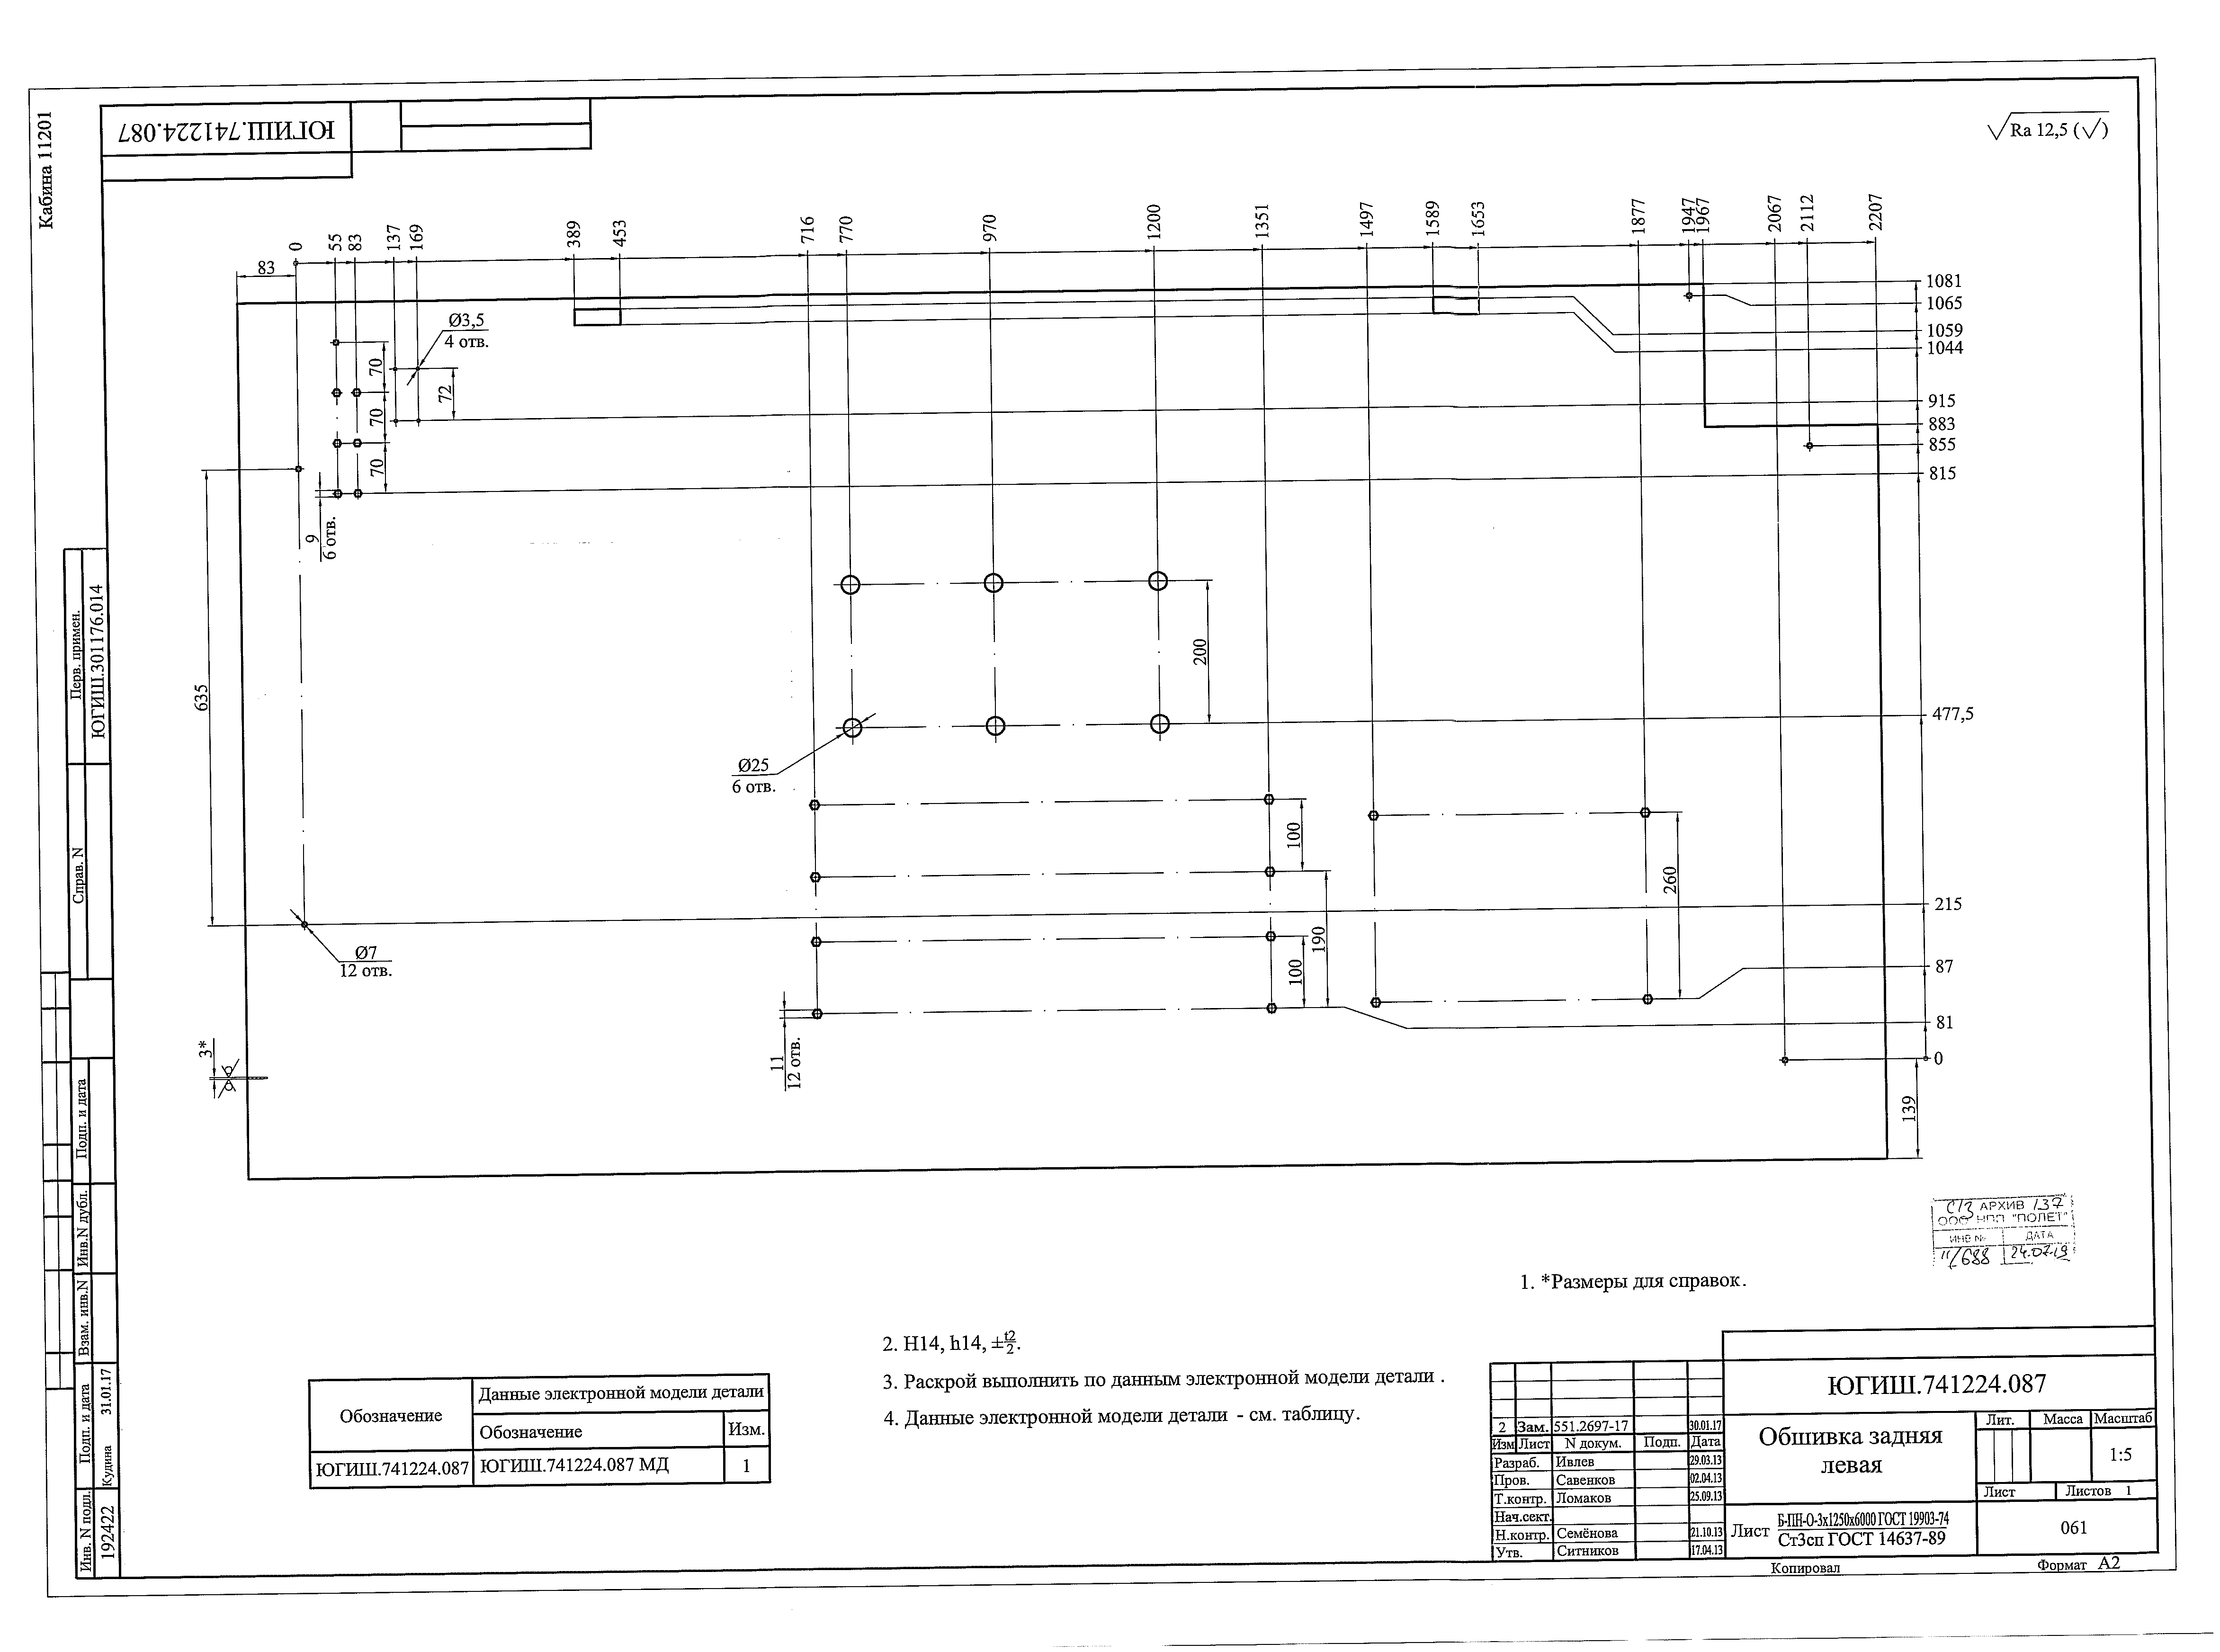 Кабина 11201
ЮГИШ.741224.087
Ra 12,5 (√)
0
55
83
137
169
389
453
716
770
970
1200
1351
1497
1589
1653
1877
1947
1967
2067
2112
2207
83
1081
1065
1059
1044
915
883
855
815
477,5
215
87
81
0
139
Ø3,5
4 отв.
70
70
70
72
9
6 отв.
635
200
Ø25
6 отв.
100
190
100
260
Ø7
12 отв.
11
12 отв.
3*
Перв. примен.
ЮГИШ.301176.014
Справ. N
Подп. и дата
Инв.N дубл.
Взам. инв.N
Подп. и дата
Кудина 31.01.17
Инв. N подл.
192422
С13 АРХИВ 137
ООО НПП "ПОЛЕТ"
ИНВ № ДАТА
11/688 24.07.19
1. *Размеры для справок.
2. H14, h14, ±t2/2.
3. Раскрой выполнить по данным электронной модели детали .
4. Данные электронной модели детали - см. таблицу.
Обозначение
Данные электронной модели детали
Обозначение Изм.
ЮГИШ.741224.087 ЮГИШ.741224.087 МД 1
ЮГИШ.741224.087
2 Зам. 551.2697-17 30.01.17
Изм Лист N докум. Подп. Дата
Разраб. Ивлев 29.03.13
Пров. Савенков 02.04.13
Т.контр. Ломаков 25.09.13
Нач.сект.
Н.контр. Семёнова 21.10.13
Утв. Ситников 17.04.13
Обшивка задняя
левая
Лит. Масса Масштаб
1:5
Лист Листов 1
Лист Б-ПН-О-3х1250х6000 ГОСТ 19903-74
Ст3сп ГОСТ 14637-89
061
Копировал Формат А2